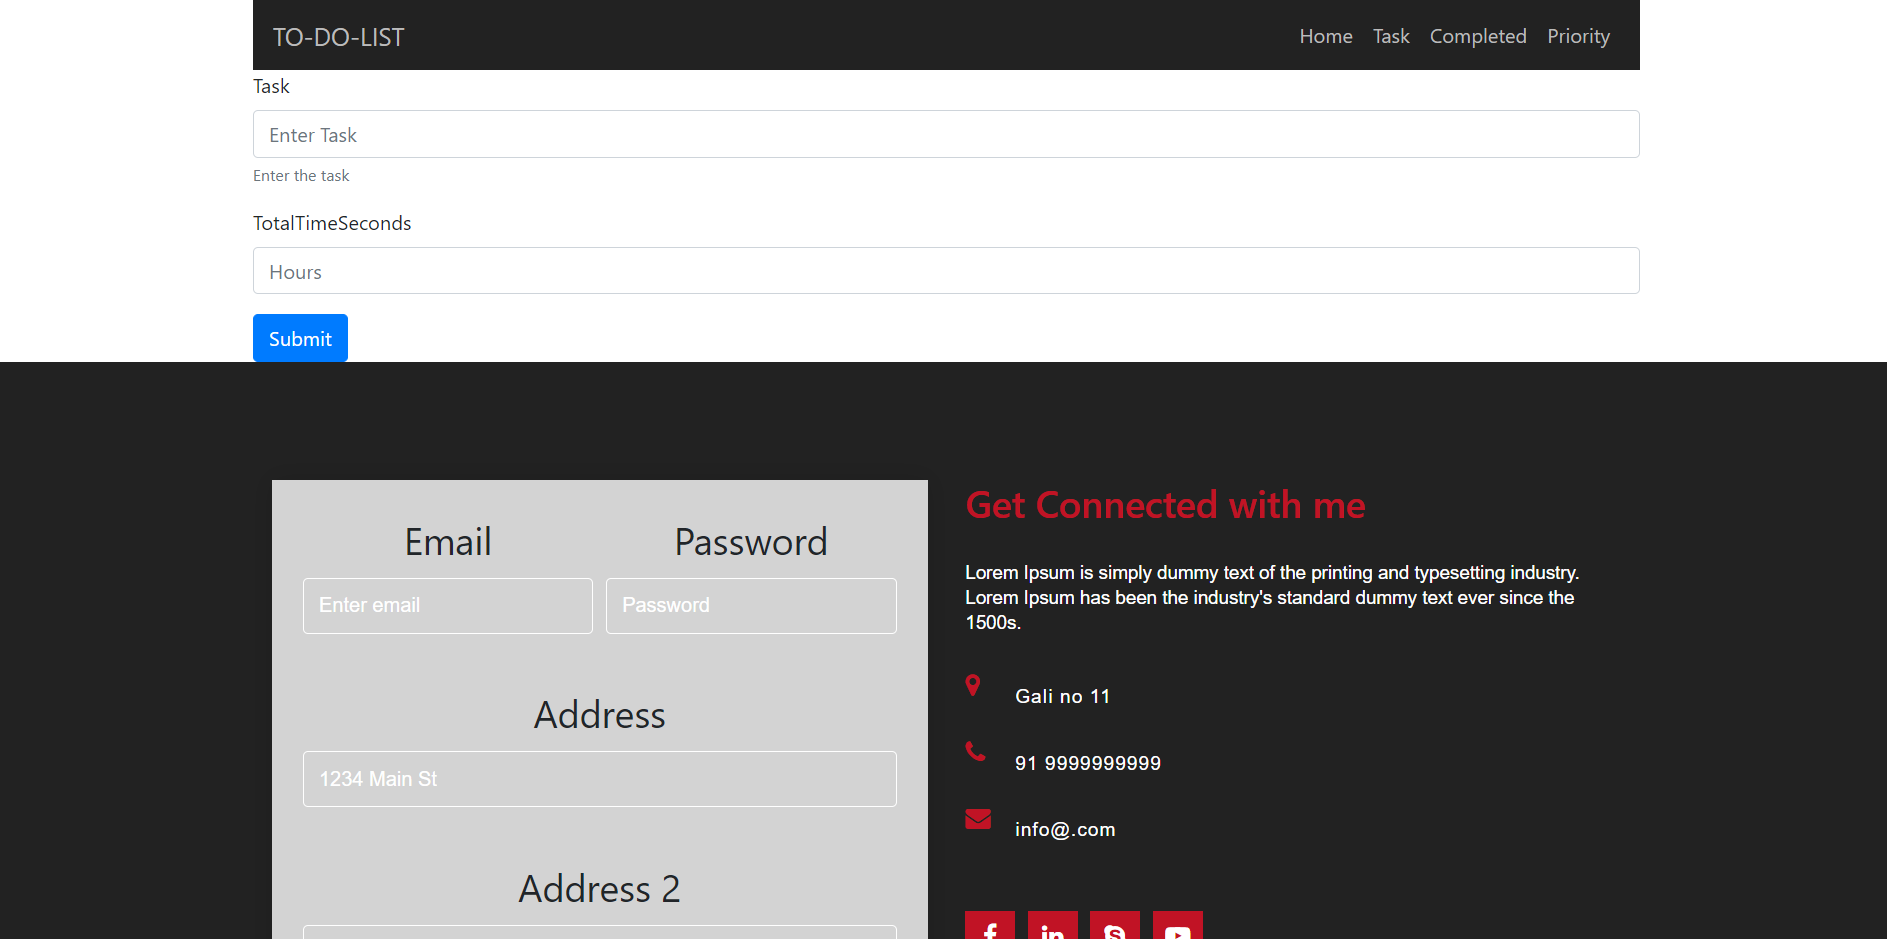 TO-DO-LIST
Home Task Completed Priority
Task
Enter Task
Enter the task
TotalTimeSeconds
Hours
Submit
Email Password
Enter email Password
Address
1234 Main St
Address 2
Get Connected with me
Lorem Ipsum is simply dummy text of the printing and typesetting industry.
Lorem Ipsum has been the industry's standard dummy text ever since the
1500s.
Gali no 11
91 9999999999
info@.com